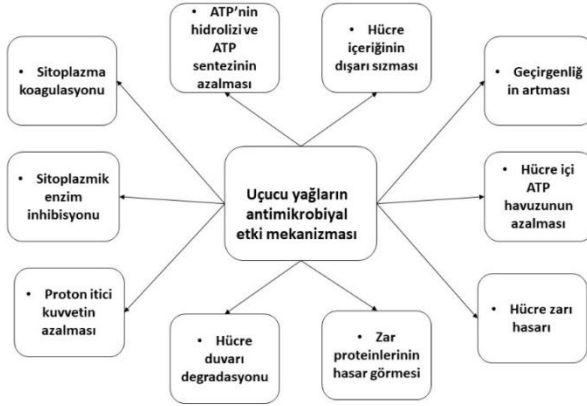 • ATP’nin
hidrolizi ve ATP
sentezinin
azalması
• Hücre
içeriğinin
dışarı sızması
• Sitoplazma
koagulasyonu
• Geçirgenliğ
in artması
• Sitoplazmik
enzim
inhibisyonu
Uçucu yağların
antimikrobiyal
etki mekanizması
• Hücre içi
ATP
havuzunun
azalması
• Proton itici
kuvvetin
azalması
• Hücre zarı
hasarı
• Hücre
duvarı
degradasyonu
• Zar
proteinlerinin
hasar görmesi